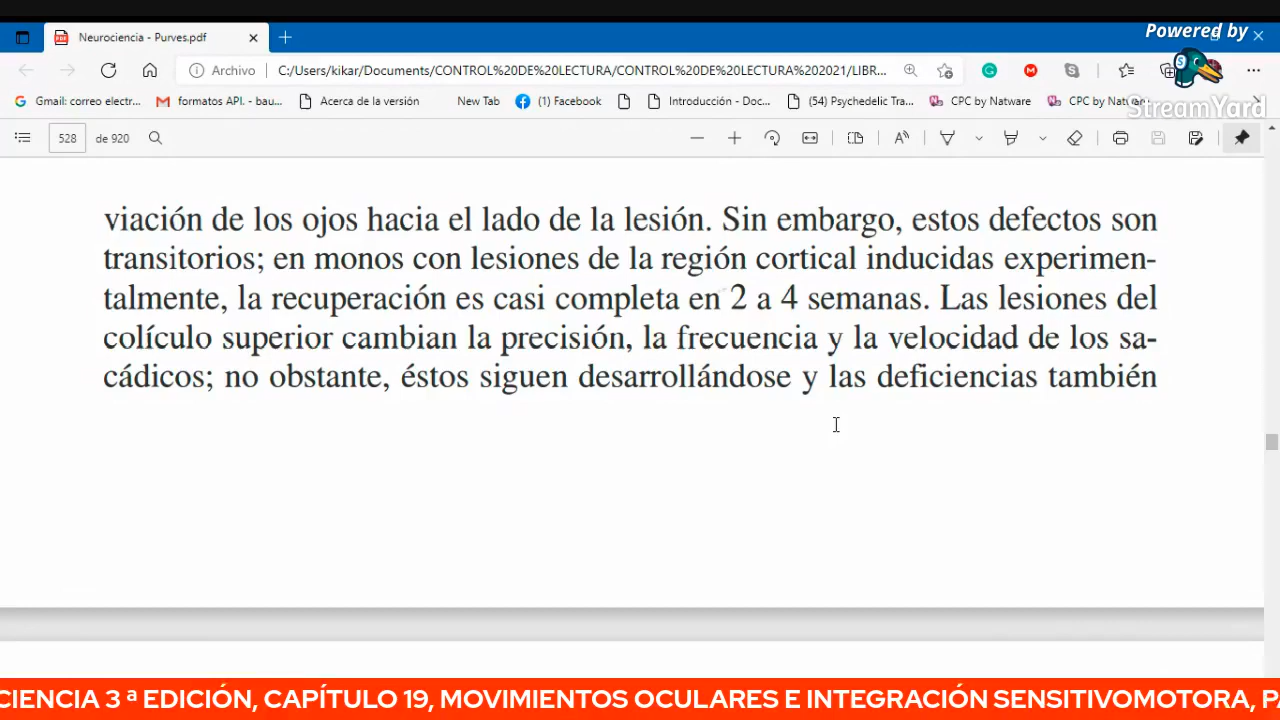 Powered by
Neurociencia - Purves.pdf
Archivo
C:/Users/kikar/Documents/CONTROL%20DE%20LECTURA/CONTROL%20DE%20LECTURA%202021/LIBR...
StreamYard
Gmail: correo electr...
formatos API. - bau...
Acerca de la versión
New Tab
(1) Facebook
Introducción - Doc...
(54) Psychedelic Tra...
CPC by Natware
CPC by Natw
528
de 920
viación de los ojos hacia el lado de la lesión. Sin embargo, estos defectos son
transitorios; en monos con lesiones de la región cortical inducidas experimen-
talmente, la recuperación es casi completa en 2 a 4 semanas. Las lesiones del
colículo superior cambian la precisión, la frecuencia y la velocidad de los sa-
cádicos; no obstante, éstos siguen desarrollándose y las deficiencias también
CIENCIA 3 ª EDICIÓN, CAPÍTULO 19, MOVIMIENTOS OCULARES E INTEGRACIÓN SENSITIVOMOTORA, PA